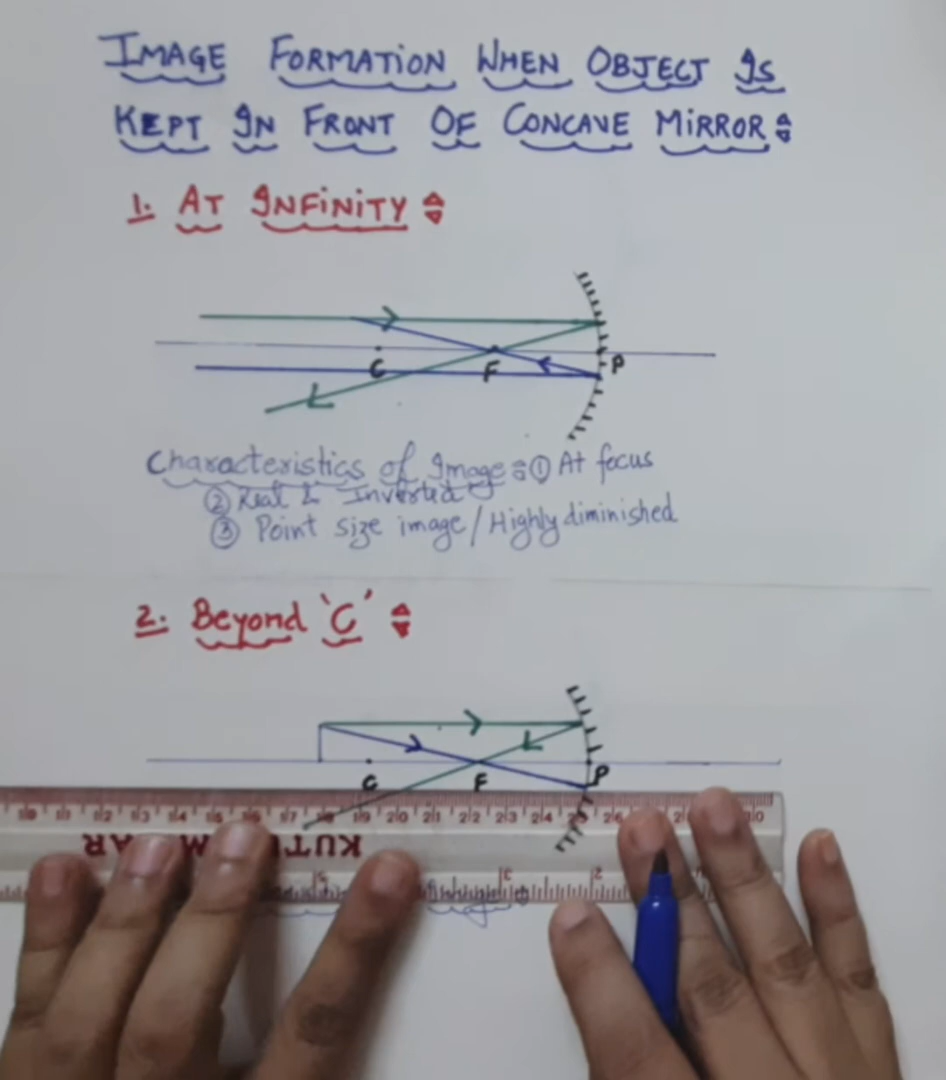 IMAGE FORMATION WHEN OBJECT IS
KEPT IN FRONT OF CONCAVE MIRROR:
1. AT INFINITY:
C F P
Characteristics of Image:- ① At focus
② Real & Inverted
③ Point size image/Highly diminished
2. Beyond 'C':
C F P